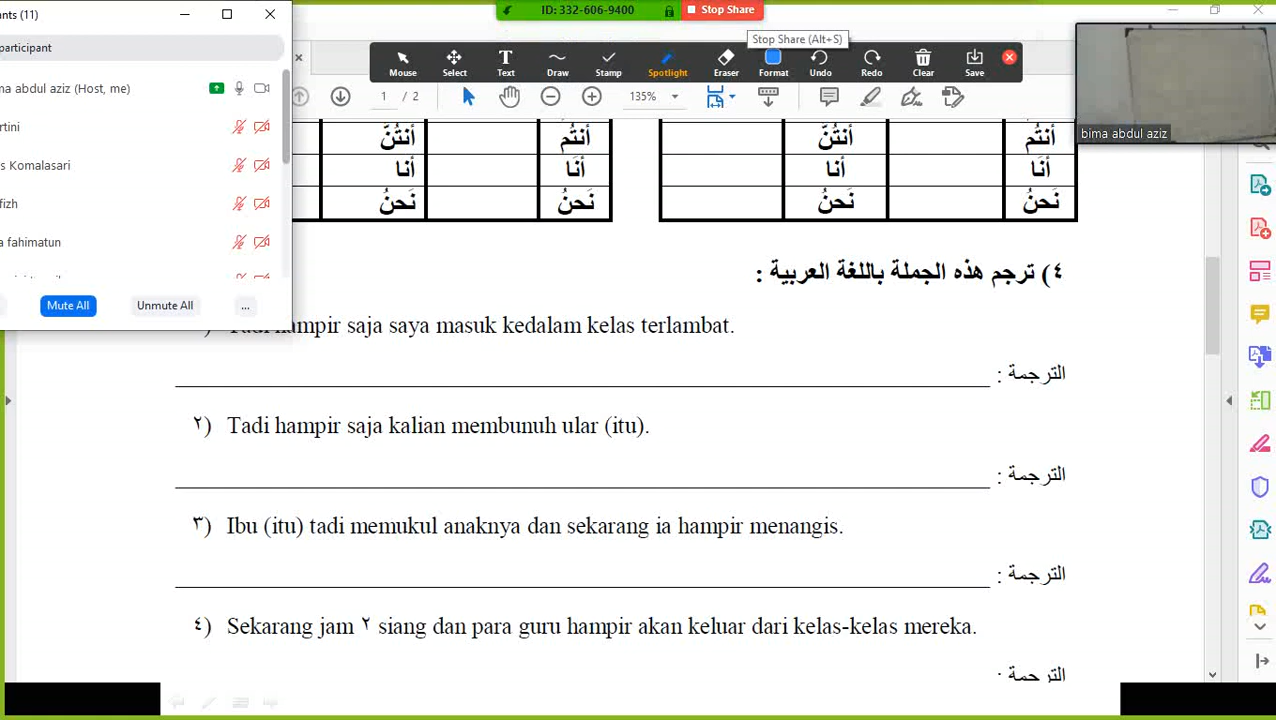 ants (11)
participant
ma abdul aziz (Host, me)
rtini
s Komalasari
fizh
a fahimatun
Mute All
Unmute All
...
ID: 332-606-9400
Stop Share
Stop Share (Alt+S)
Mouse
Select
Text
Draw
Stamp
Spotlight
Eraser
Format
Undo
Redo
Clear
Save
1 / 2
135%
bima abdul aziz
أنتُم أنتُنّ أنتُم أنتُنّ
أنَا أنا أنَا أنا
نَحنُ نَحنُ نَحنُ نَحنُ
٤) ترجم هذه الجملة باللغة العربية :
) Tadi hampir saja saya masuk kedalam kelas terlambat.
الترجمة :
٢) Tadi hampir saja kalian membunuh ular (itu).
الترجمة :
٣) Ibu (itu) tadi memukul anaknya dan sekarang ia hampir menangis.
الترجمة :
٤) Sekarang jam ٢ siang dan para guru hampir akan keluar dari kelas-kelas mereka.
الترجمة :